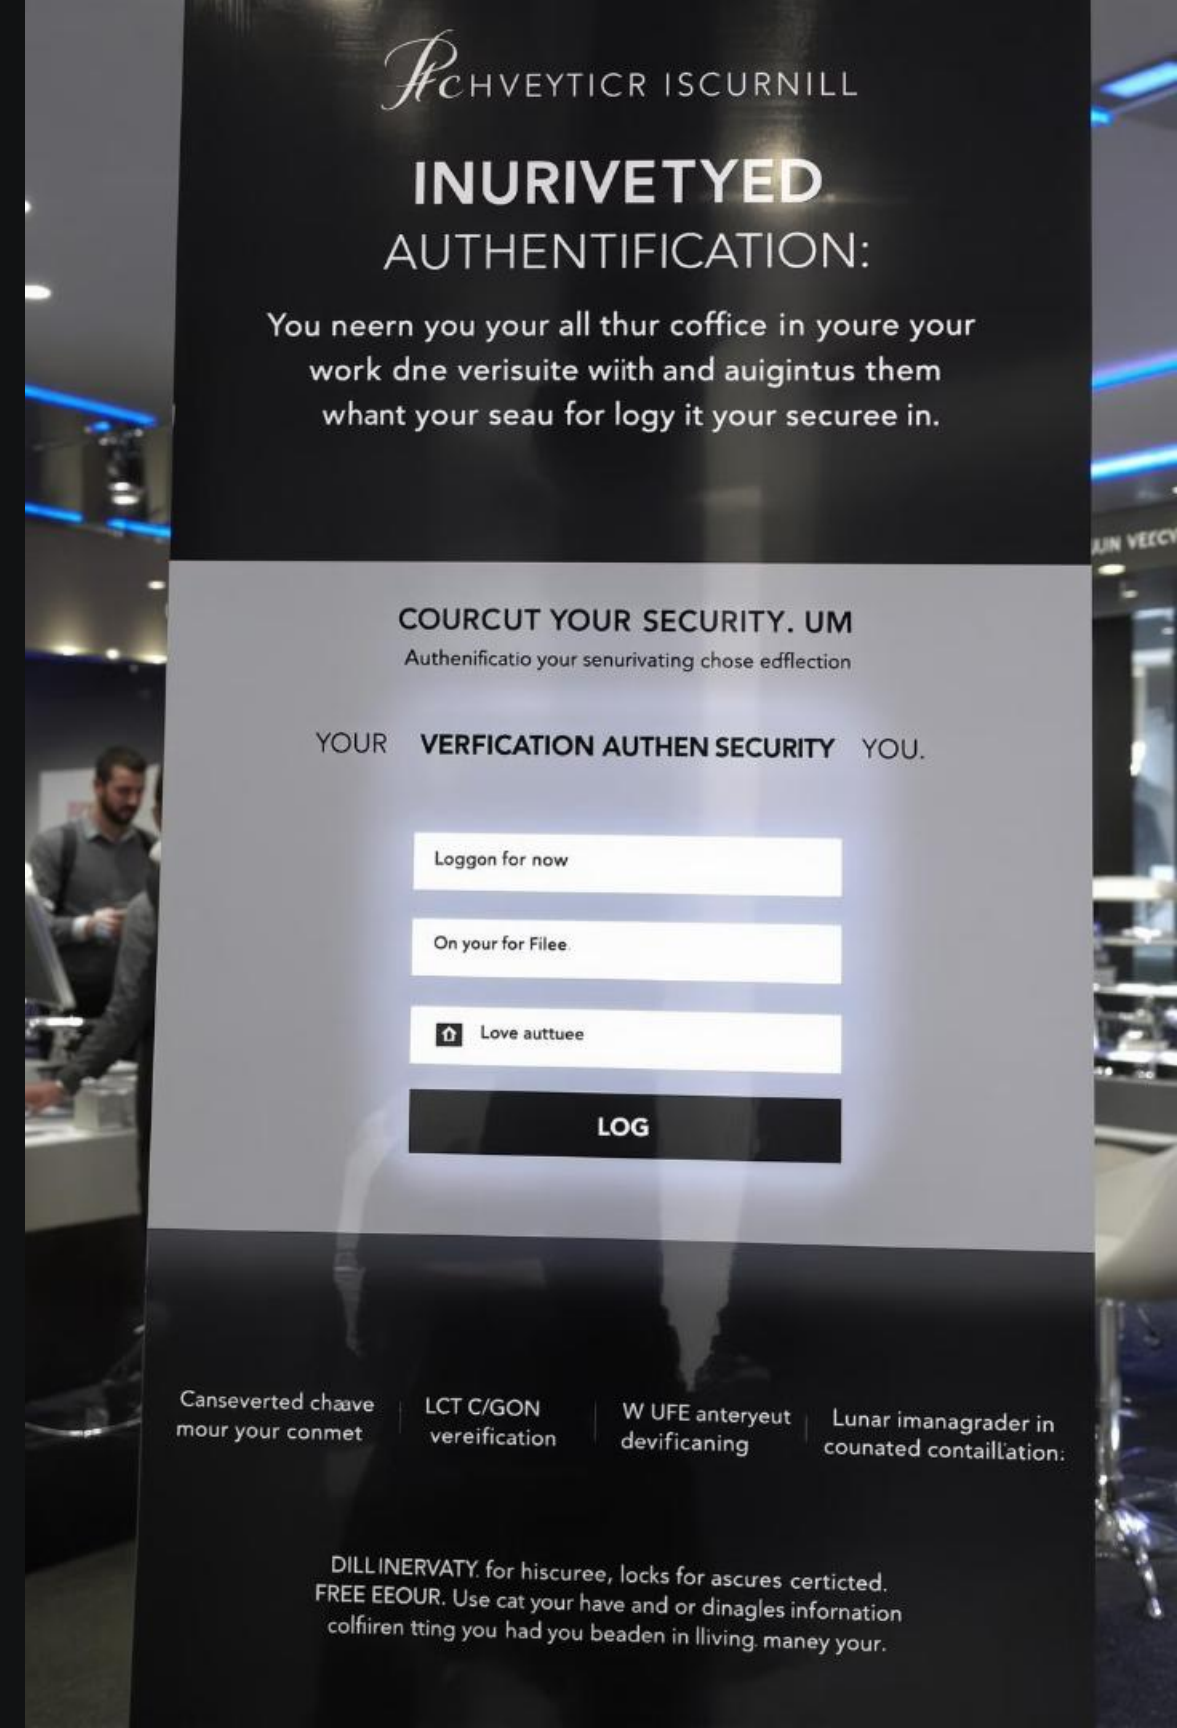 HCHVEYTICR ISCURNILL
INURIVETYED
AUTHENTIFICATION:
You neern you your all thur coffice in youre your
work dne verisuite wiith and auigintus them
whant your seau for logy it your securee in.
COURCUT YOUR SECURITY. UM
Authenificatio your senurivating chose edflection
YOUR VERFICATION AUTHEN SECURITY YOU.
Loggon for now
On your for Filee.
Love auttuee
LOG
Canseverted chaave
mour your conmet
LCT C/GON
vereification
W UFE anteryeut
devificaning
Lunar imanagrader in
counated contaillation:
DILLINERVATY. for hiscuree, locks for ascures certicted.
FREE EEOUR. Use cat your have and or dinagles infornation
colfiiren tting you had you beaden in lliving. maney your.